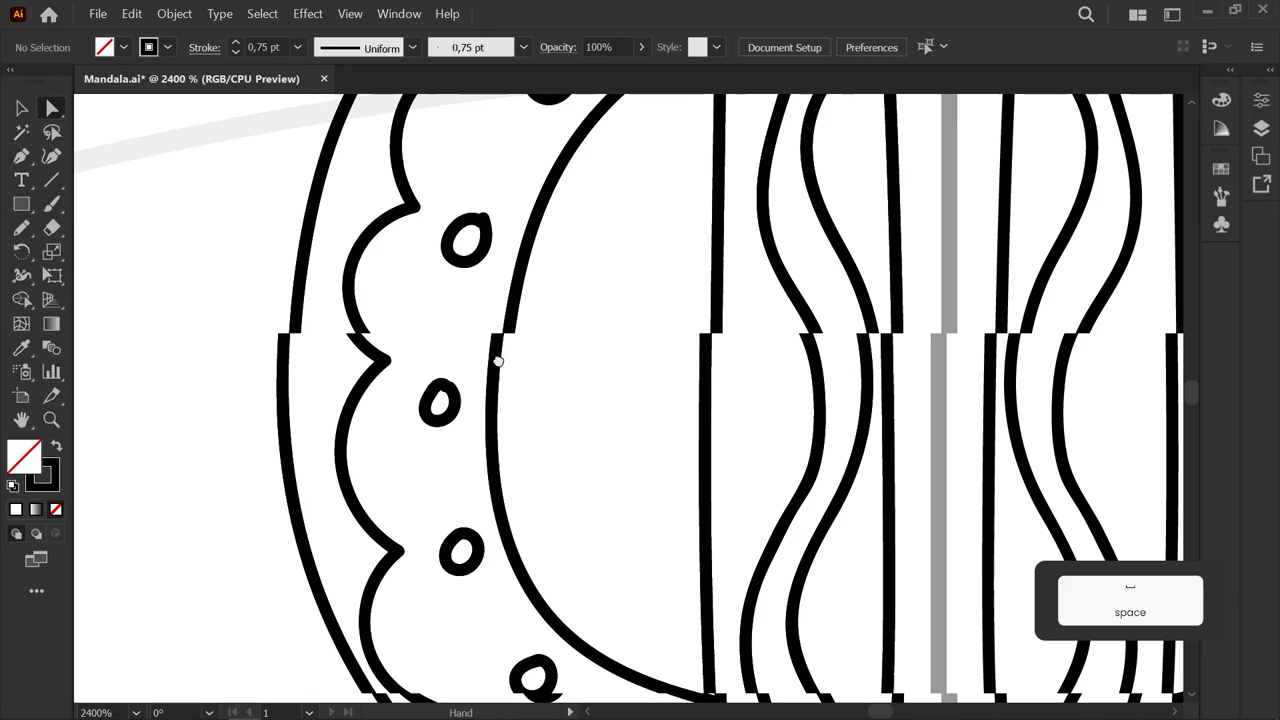 Ai File Edit Object Type Select Effect View Window Help
No Selection Stroke: 0,75 pt Uniform 0,75 pt Opacity: 100% Style: Document Setup Preferences
Mandala.ai* @ 2400 % (RGB/CPU Preview)
space
2400% 0° 1 Hand